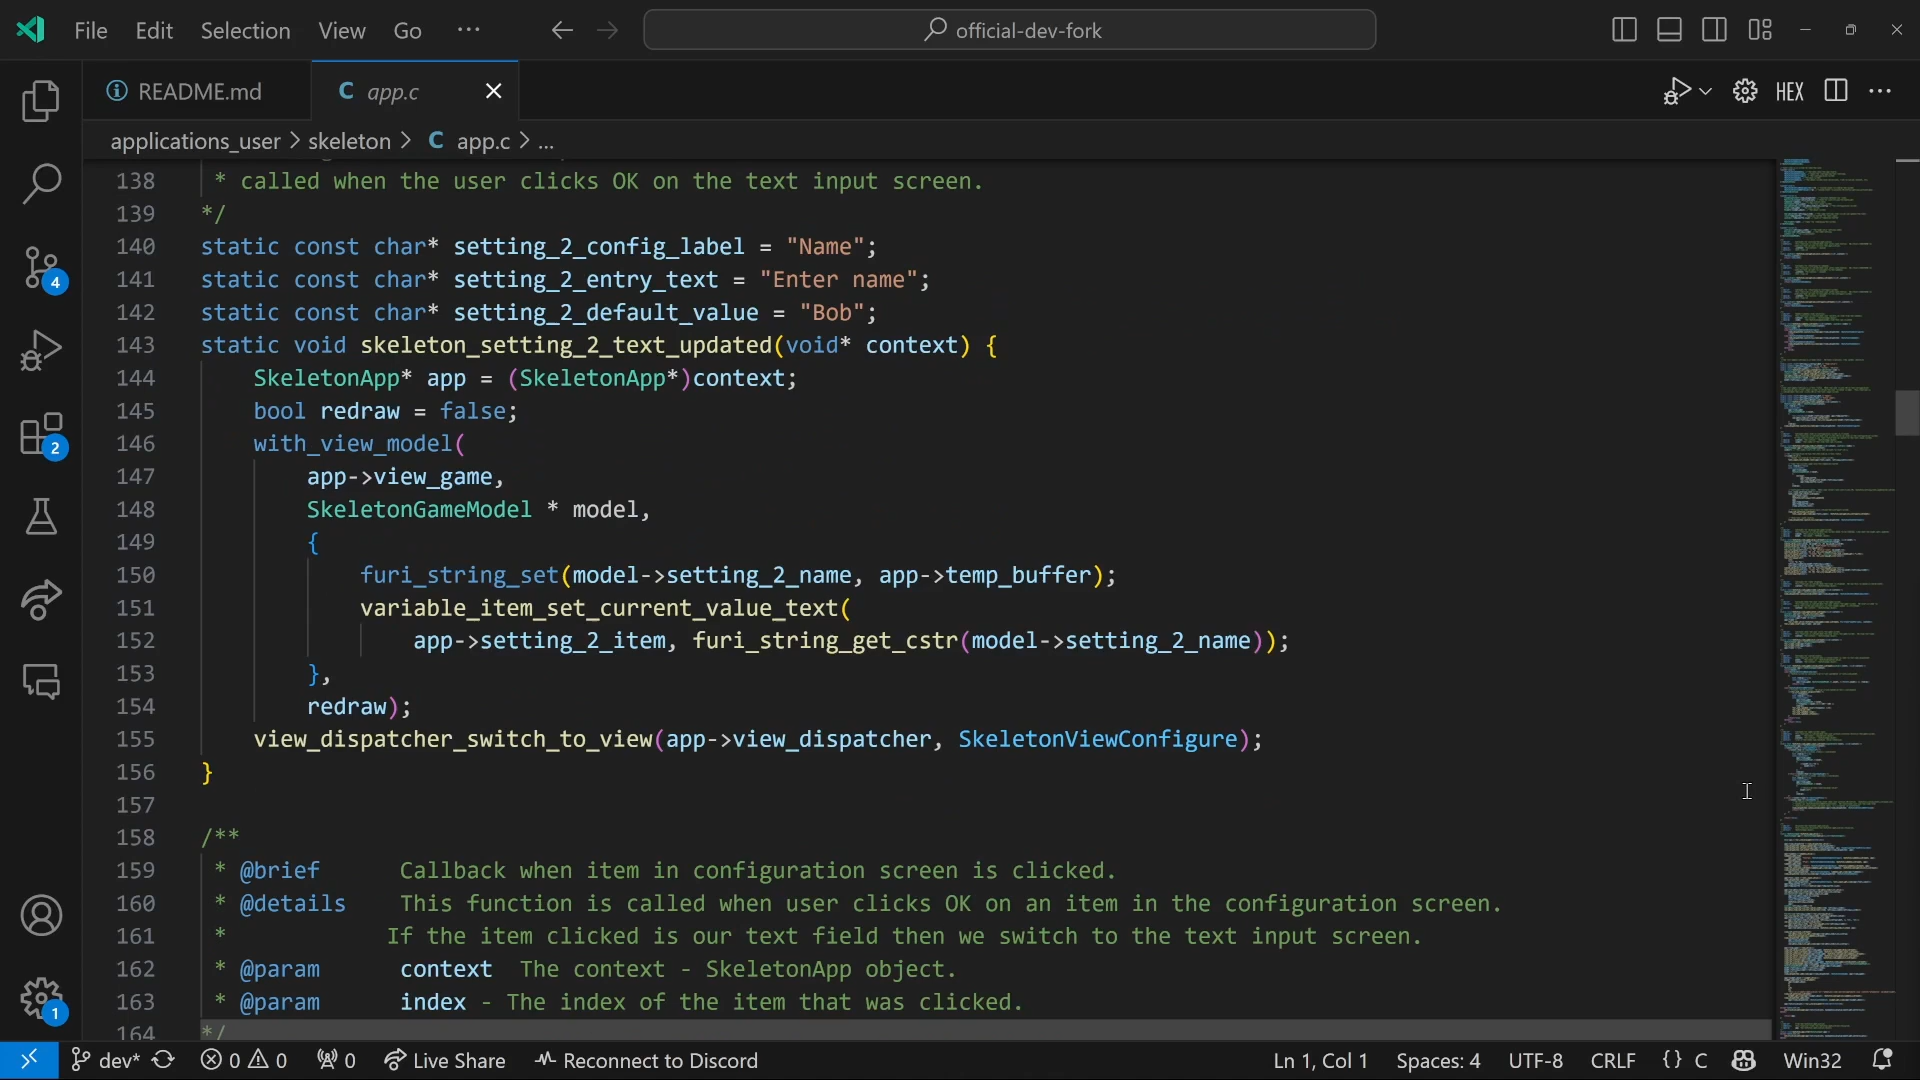 File Edit Selection View Go ··· official-dev-fork
README.md C app.c HEX ···
applications_user > skeleton > C app.c > ...
138 * called when the user clicks OK on the text input screen.
139 */
140 static const char* setting_2_config_label = "Name";
141 static const char* setting_2_entry_text = "Enter name";
142 static const char* setting_2_default_value = "Bob";
143 static void skeleton_setting_2_text_updated(void* context) {
144 SkeletonApp* app = (SkeletonApp*)context;
145 bool redraw = false;
146 with_view_model(
147 app->view_game,
148 SkeletonGameModel * model,
149 {
150 furi_string_set(model->setting_2_name, app->temp_buffer);
151 variable_item_set_current_value_text(
152 app->setting_2_item, furi_string_get_cstr(model->setting_2_name));
153 },
154 redraw);
155 view_dispatcher_switch_to_view(app->view_dispatcher, SkeletonViewConfigure);
156 }
157
158 /**
159 * @brief Callback when item in configuration screen is clicked.
160 * @details This function is called when user clicks OK on an item in the configuration screen.
161 * If the item clicked is our text field then we switch to the text input screen.
162 * @param context The context - SkeletonApp object.
163 * @param index - The index of the item that was clicked.
164 */
4
2
1
dev* 0 0 0 Live Share Reconnect to Discord Ln 1, Col 1 Spaces: 4 UTF-8 CRLF {} C Win32